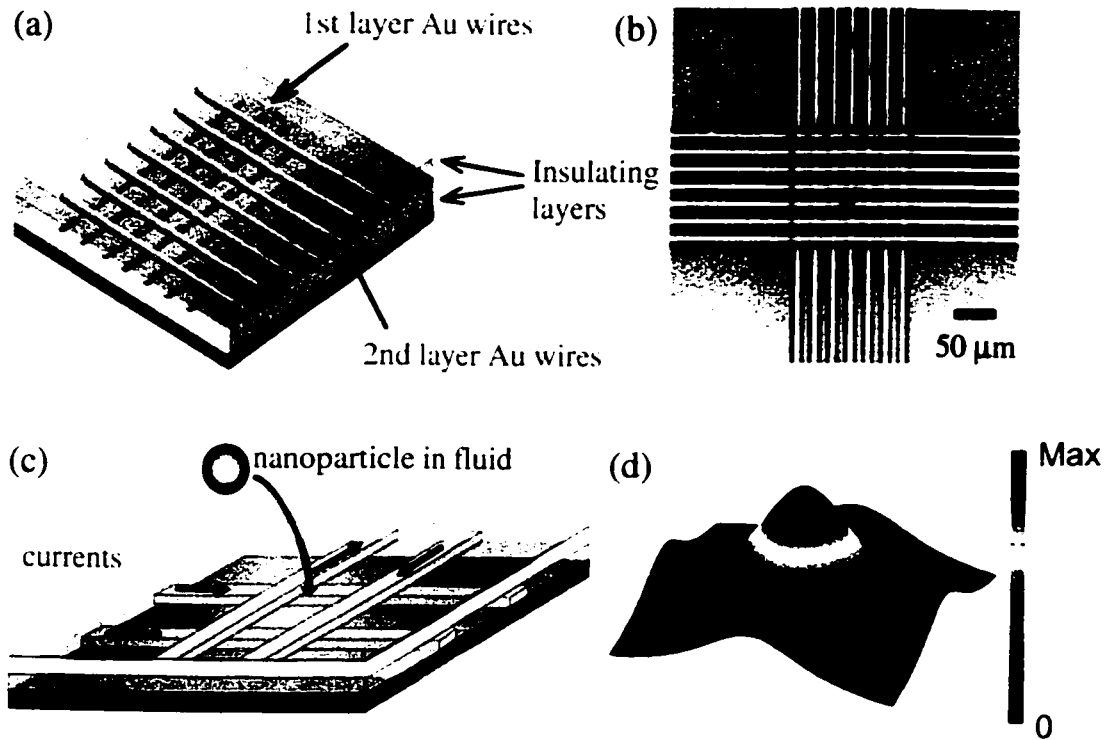 (a)
1st layer Au wires
Insulating
layers
2nd layer Au wires
(b)
50 μm
(c)
nanoparticle in fluid
currents
(d)
Max
0